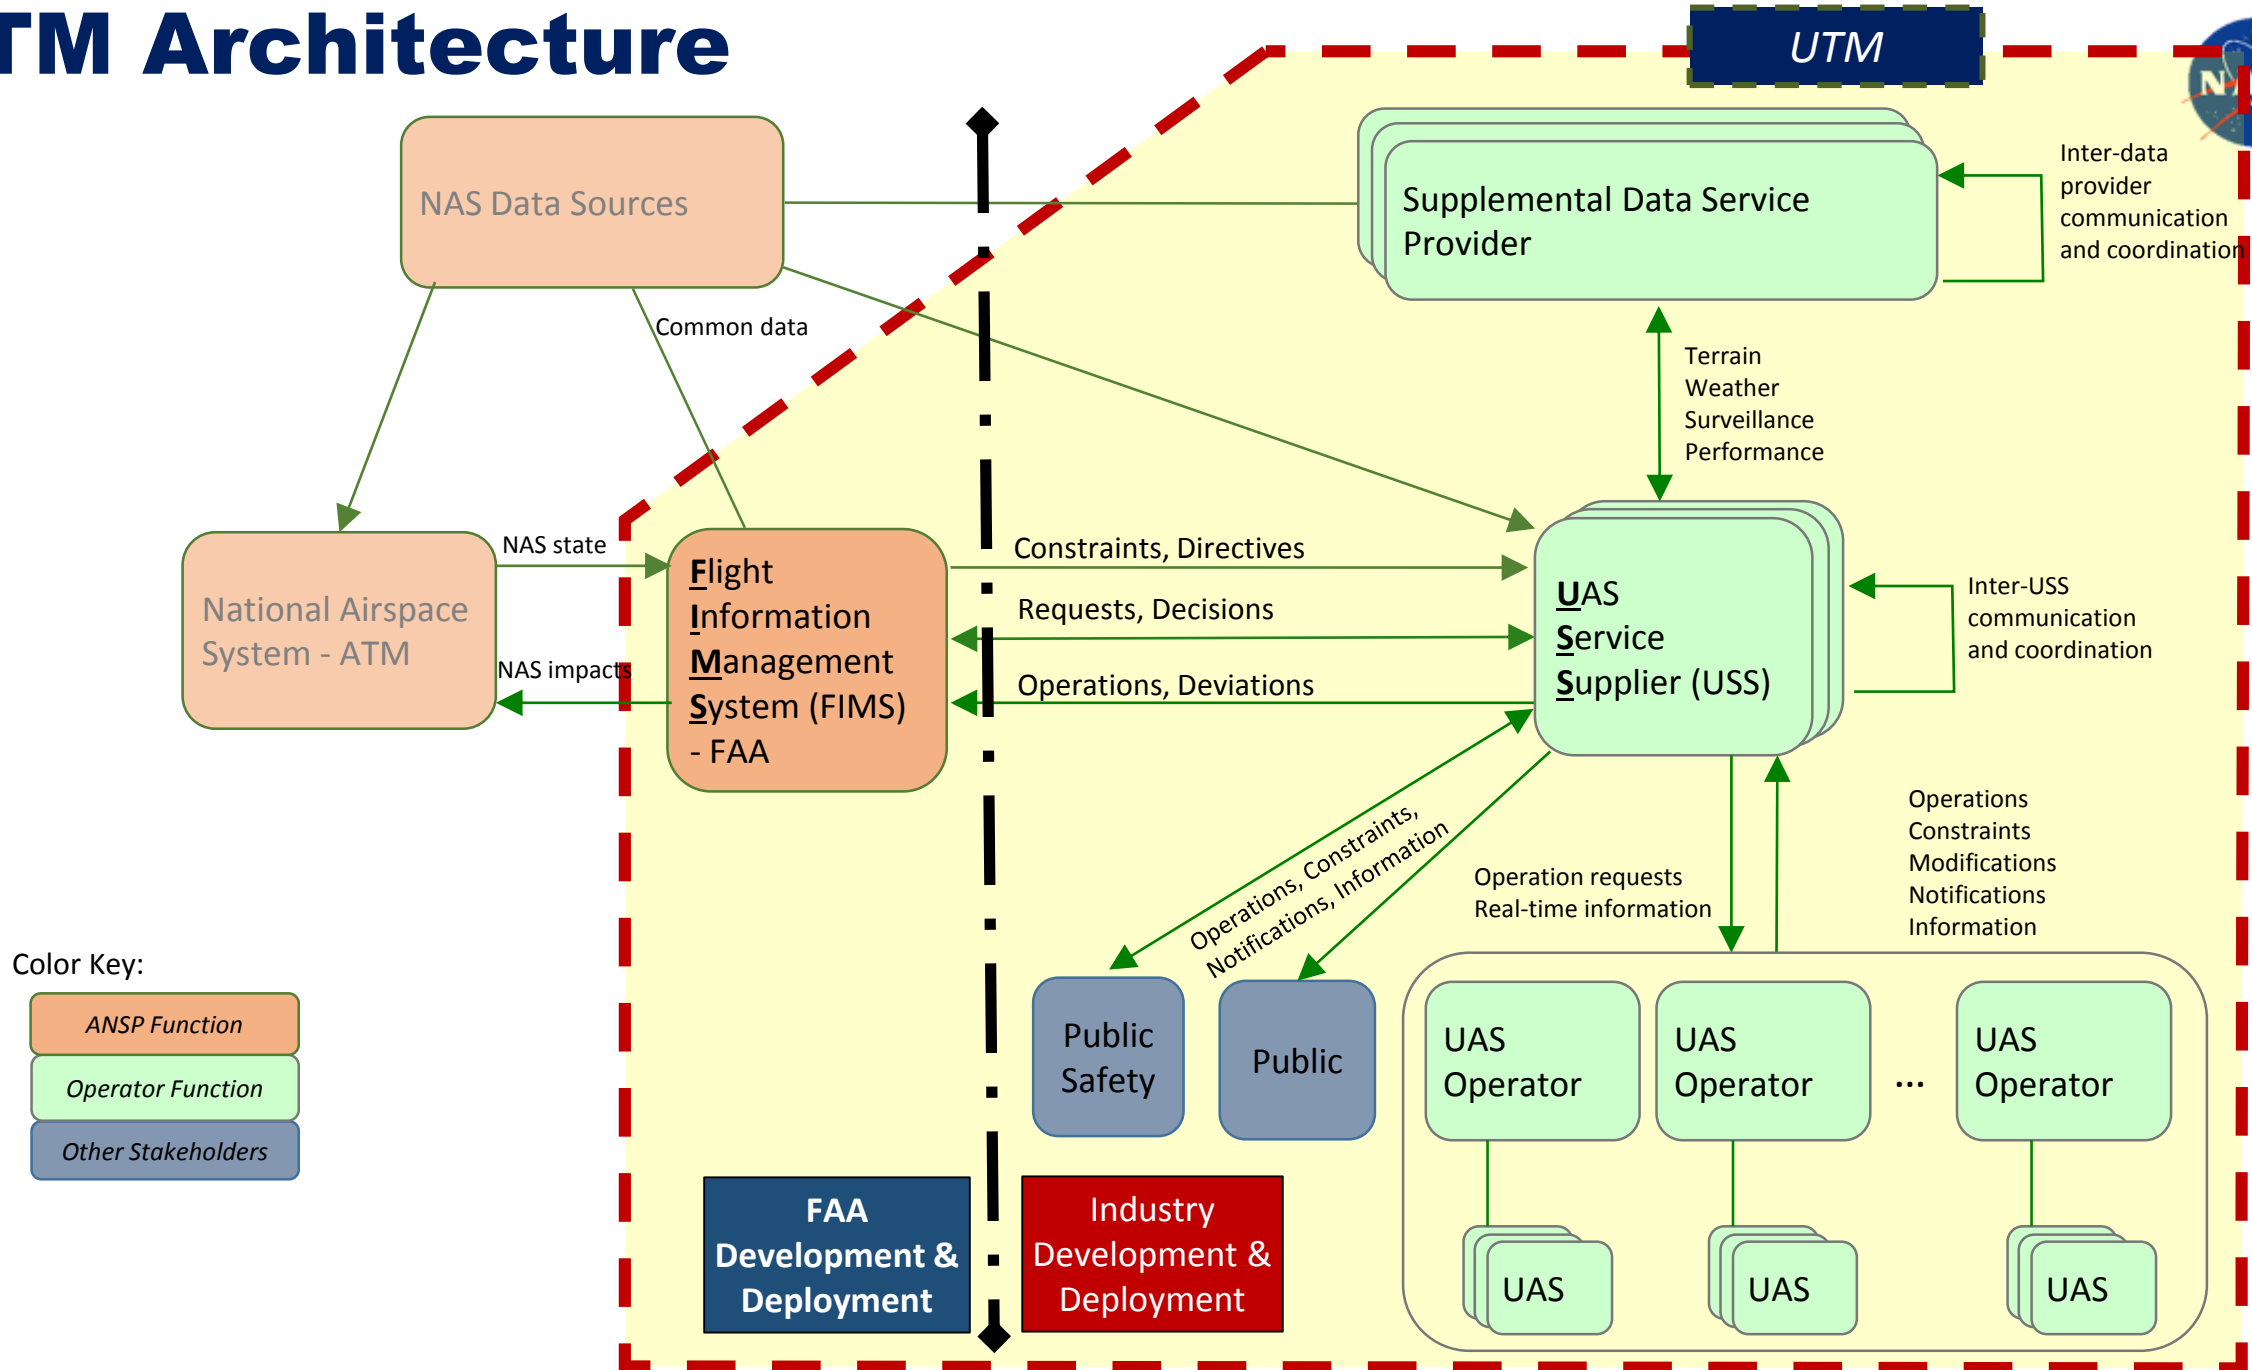 TM Architecture
UTM
NAS Data Sources
Supplemental Data Service
Provider
Inter-data
provider
communication
and coordination
Common data
Terrain
Weather
Surveillance
Performance
National Airspace
System - ATM
NAS state
NAS impacts
Flight
Information
Management
System (FIMS)
- FAA
Constraints, Directives
Requests, Decisions
Operations, Deviations
UAS
Service
Supplier (USS)
Inter-USS
communication
and coordination
Operations, Constraints,
Notifications, Information
Operation requests
Real-time information
Operations
Constraints
Modifications
Notifications
Information
Color Key:
ANSP Function
Operator Function
Other Stakeholders
Public
Safety
Public
UAS
Operator
UAS
Operator
...
UAS
Operator
UAS
UAS
UAS
FAA
Development &
Deployment
Industry
Development &
Deployment